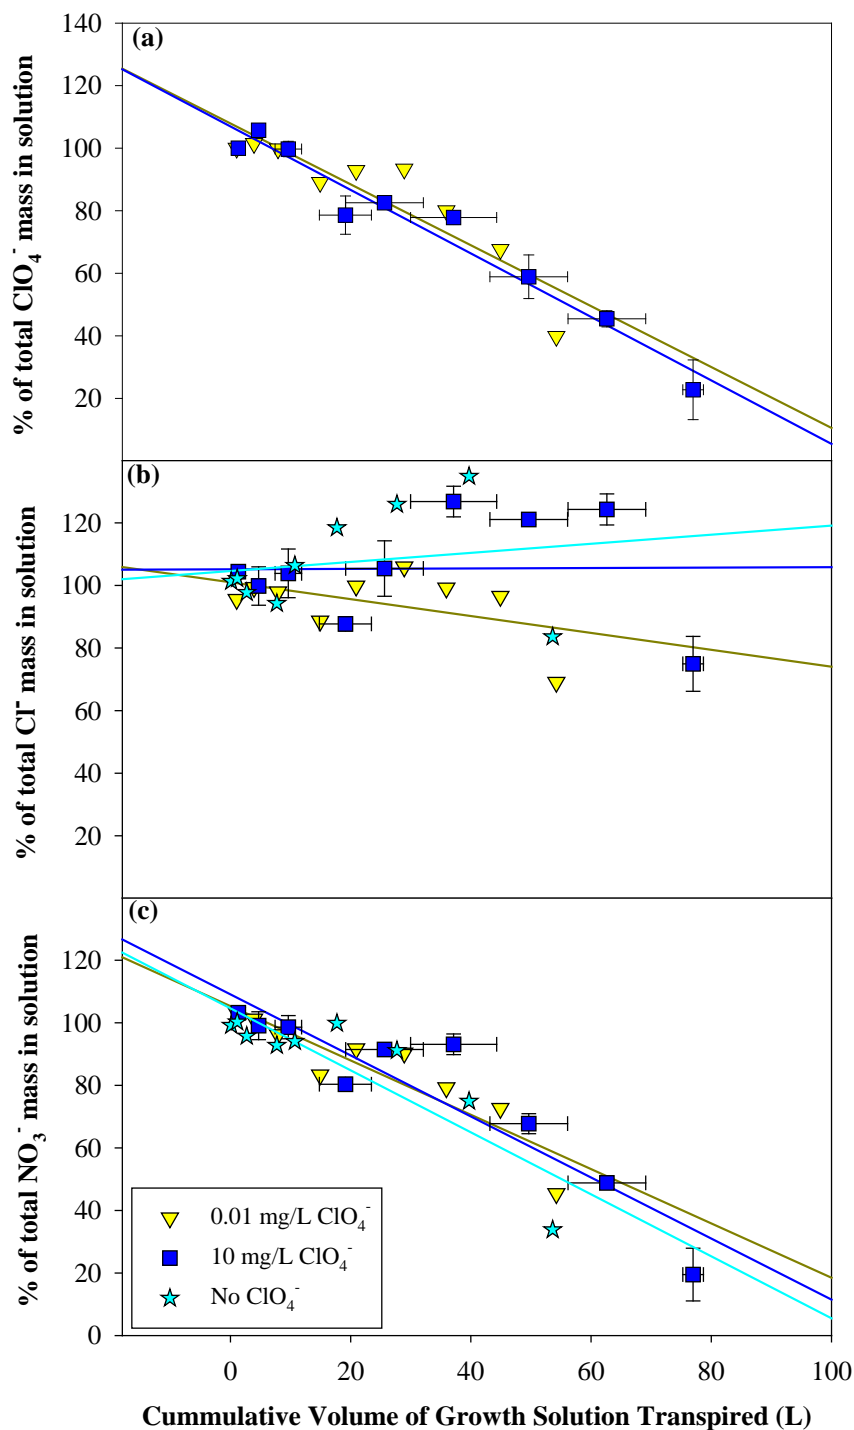 (a)
% of total ClO₄⁻ mass in solution
140
120
100
80
60
40
20
(b)
% of total Cl⁻ mass in solution
120
100
80
60
40
20
(c)
% of total NO₃⁻ mass in solution
120
100
80
60
40
20
0
0.01 mg/L ClO₄⁻
10 mg/L ClO₄⁻
No ClO₄⁻
0 20 40 60 80 100
Cummulative Volume of Growth Solution Transpired (L)